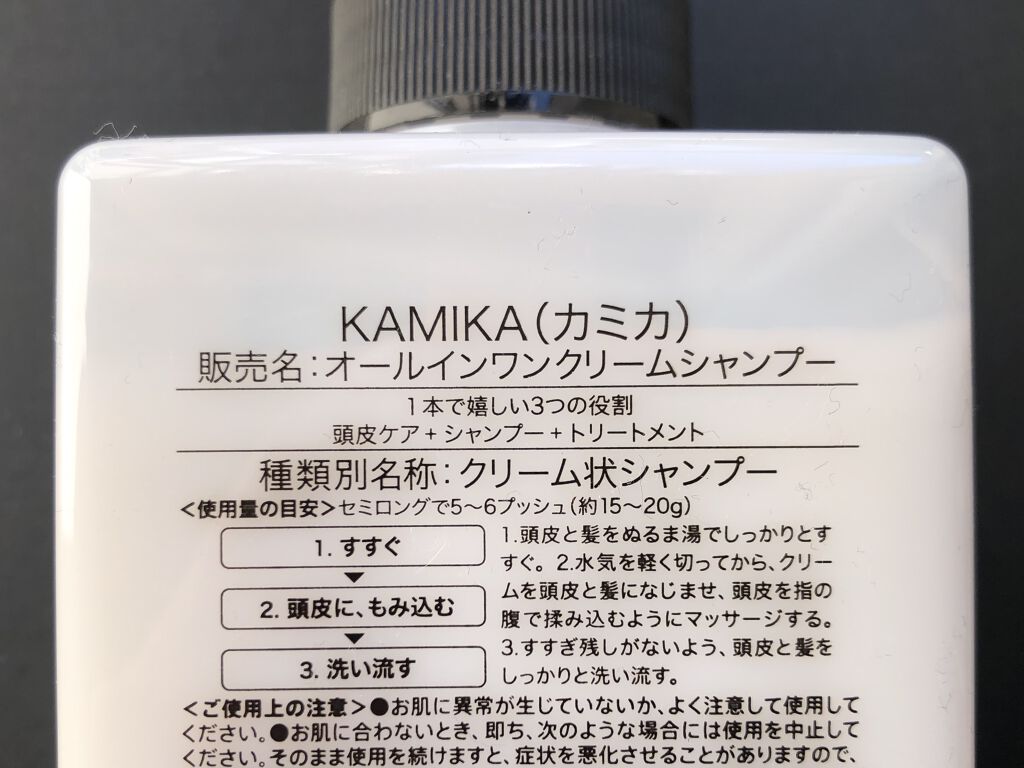 KAMIKA(カミカ)
販売名:オールインワンクリームシャンプー
1本で嬉しい3つの役割
頭皮ケア+シャンプー+トリートメント
種類別名称:クリーム状シャンプー
<使用量の目安>セミロングで5〜6プッシュ(約15〜20g)
1. すすぐ
2. 頭皮に、もみ込む
3. 洗い流す
1.頭皮と髪をぬるま湯でしっかりとす
すぐ。2.水気を軽く切ってから、クリー
ムを頭皮と髪になじませ、頭皮を指の
腹で揉み込むようにマッサージする。
3.すすぎ残しがないよう、頭皮と髪を
しっかりと洗い流す。
<ご使用上の注意>●お肌に異常が生じていないか、よく注意して使用して
ください。●お肌に合わないとき、即ち、次のような場合には使用を中止して
ください。そのまま使用を続けますと、症状を悪化させることがありますので、